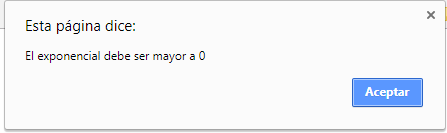 Esta página dice:
El exponencial debe ser mayor a 0
Aceptar